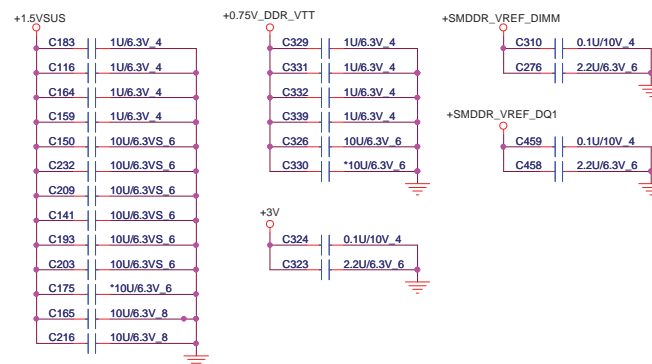 +1.5VSUS
C183 1U/6.3V_4
C116 1U/6.3V_4
C164 1U/6.3V_4
C159 1U/6.3V_4
C150 10U/6.3VS_6
C232 10U/6.3VS_6
C209 10U/6.3VS_6
C141 10U/6.3VS_6
C193 10U/6.3VS_6
C203 10U/6.3VS_6
C175 *10U/6.3V_6
C165 10U/6.3V_8
C216 10U/6.3V_8
+0.75V_DDR_VTT
C329 1U/6.3V_4
C331 1U/6.3V_4
C332 1U/6.3V_4
C339 1U/6.3V_4
C326 10U/6.3V_6
C330 *10U/6.3V_6
+3V
C324 0.1U/10V_4
C323 2.2U/6.3V_6
+SMDDR_VREF_DIMM
C310 0.1U/10V_4
C276 2.2U/6.3V_6
+SMDDR_VREF_DQ1
C459 0.1U/10V_4
C458 2.2U/6.3V_6